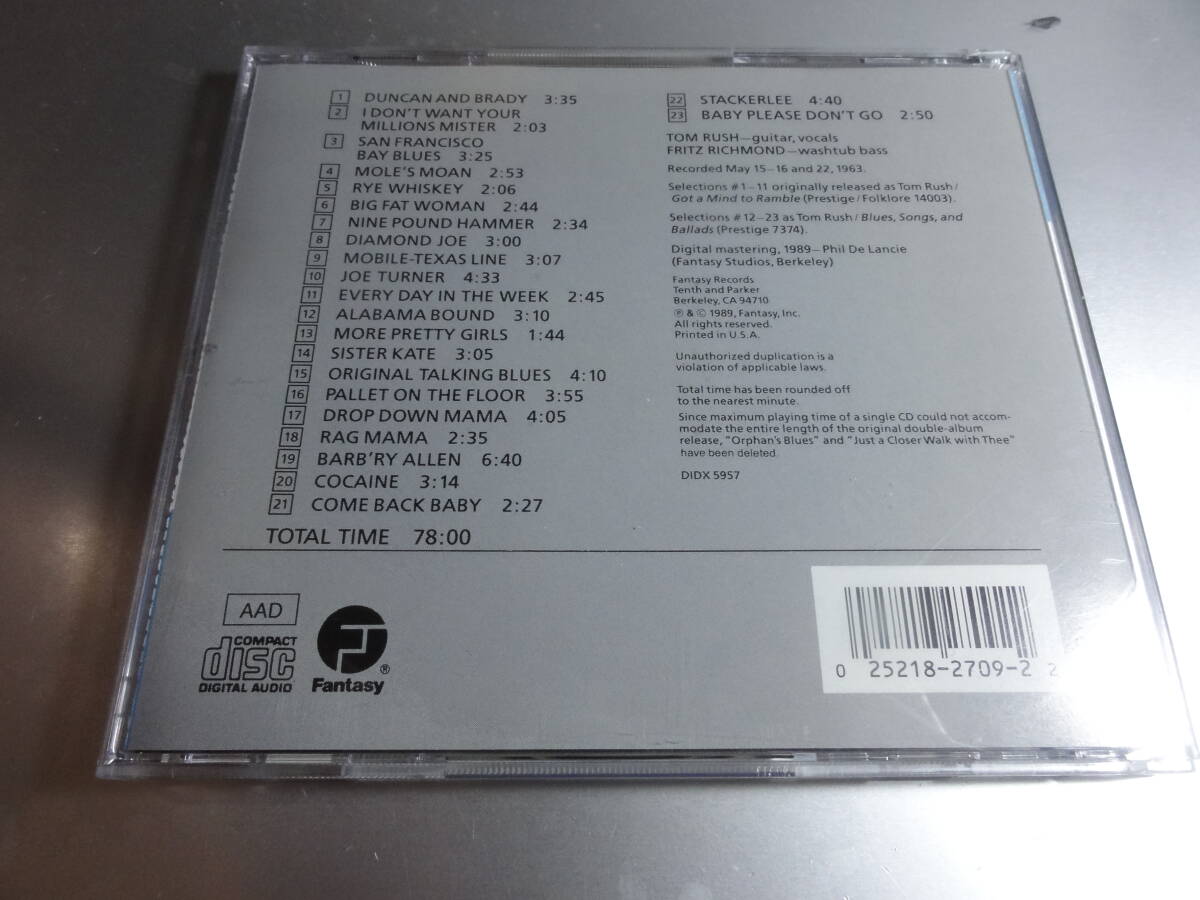 1 DUNCAN AND BRADY 3:35
2 I DON'T WANT YOUR
MILLIONS MISTER 2:03
3 SAN FRANCISCO
BAY BLUES 3:25
4 MOLE'S MOAN 2:53
5 RYE WHISKEY 2:06
6 BIG FAT WOMAN 2:44
7 NINE POUND HAMMER 2:34
8 DIAMOND JOE 3:00
9 MOBILE-TEXAS LINE 3:07
10 JOE TURNER 4:33
11 EVERY DAY IN THE WEEK 2:45
12 ALABAMA BOUND 3:10
13 MORE PRETTY GIRLS 1:44
14 SISTER KATE 3:05
15 ORIGINAL TALKING BLUES 4:10
16 PALLET ON THE FLOOR 3:55
17 DROP DOWN MAMA 4:05
18 RAG MAMA 2:35
19 BARB'RY ALLEN 6:40
20 COCAINE 3:14
21 COME BACK BABY 2:27
TOTAL TIME 78:00
22 STACKERLEE 4:40
23 BABY PLEASE DON'T GO 2:50
TOM RUSH—guitar, vocals
FRITZ RICHMOND—washtub bass
Recorded May 15–16 and 22, 1963.
Selections #1–11 originally released as Tom Rush/
Got a Mind to Ramble (Prestige/Folklore 14003).
Selections #12–23 as Tom Rush/Blues, Songs, and
Ballads (Prestige 7374).
Digital mastering, 1989—Phil De Lancie
(Fantasy Studios, Berkeley)
Fantasy Records
Tenth and Parker
Berkeley, CA 94710
℗ & © 1989, Fantasy, Inc.
All rights reserved.
Printed in U.S.A.
Unauthorized duplication is a
violation of applicable laws.
Total time has been rounded off
to the nearest minute.
Since maximum playing time of a single CD could not accom-
modate the entire length of the original double-album
release, "Orphan's Blues" and "Just a Closer Walk with Thee"
have been deleted.
DIDX 5957
AAD
COMPACT
disc
DIGITAL AUDIO
Fantasy ®
0 25218-2709-2 2